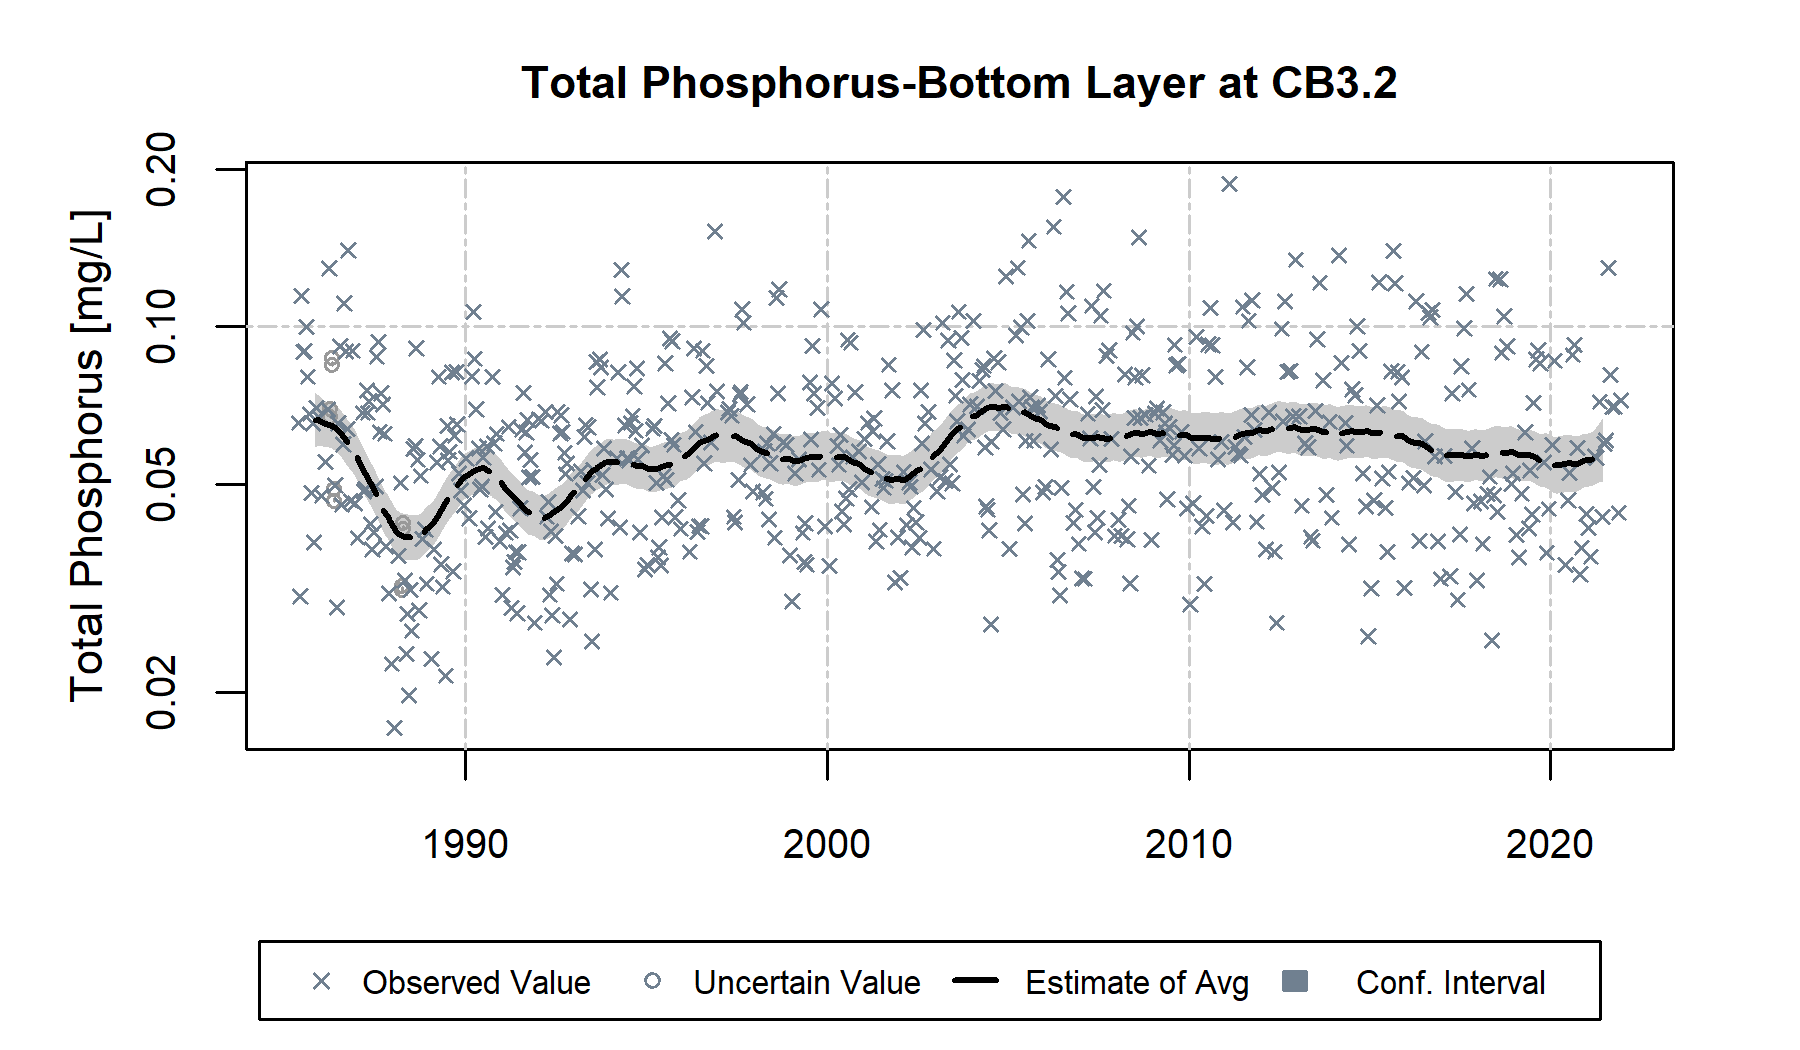 Total Phosphorus-Bottom Layer at CB3.2
Total Phosphorus [mg/L]
0.20
0.10
0.05
0.02
1990 2000 2010 2020
Observed Value Uncertain Value Estimate of Avg Conf. Interval